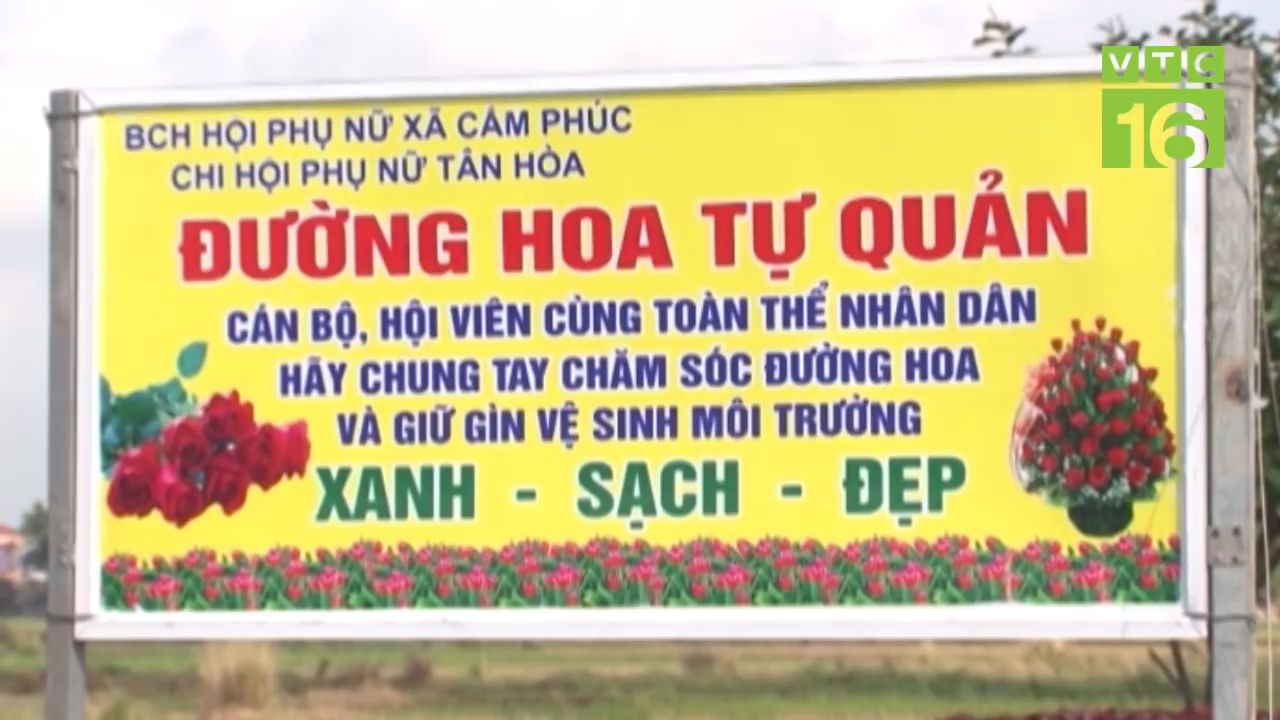 VTC
16
BCH HỘI PHỤ NỮ XÃ CẨM PHÚC
CHI HỘI PHỤ NỮ TÂN HÒA
ĐƯỜNG HOA TỰ QUẢN
CÁN BỘ, HỘI VIÊN CÙNG TOÀN THỂ NHÂN DÂN
HÃY CHUNG TAY CHĂM SÓC ĐƯỜNG HOA
VÀ GIỮ GÌN VỆ SINH MÔI TRƯỜNG
XANH - SẠCH - ĐẸP